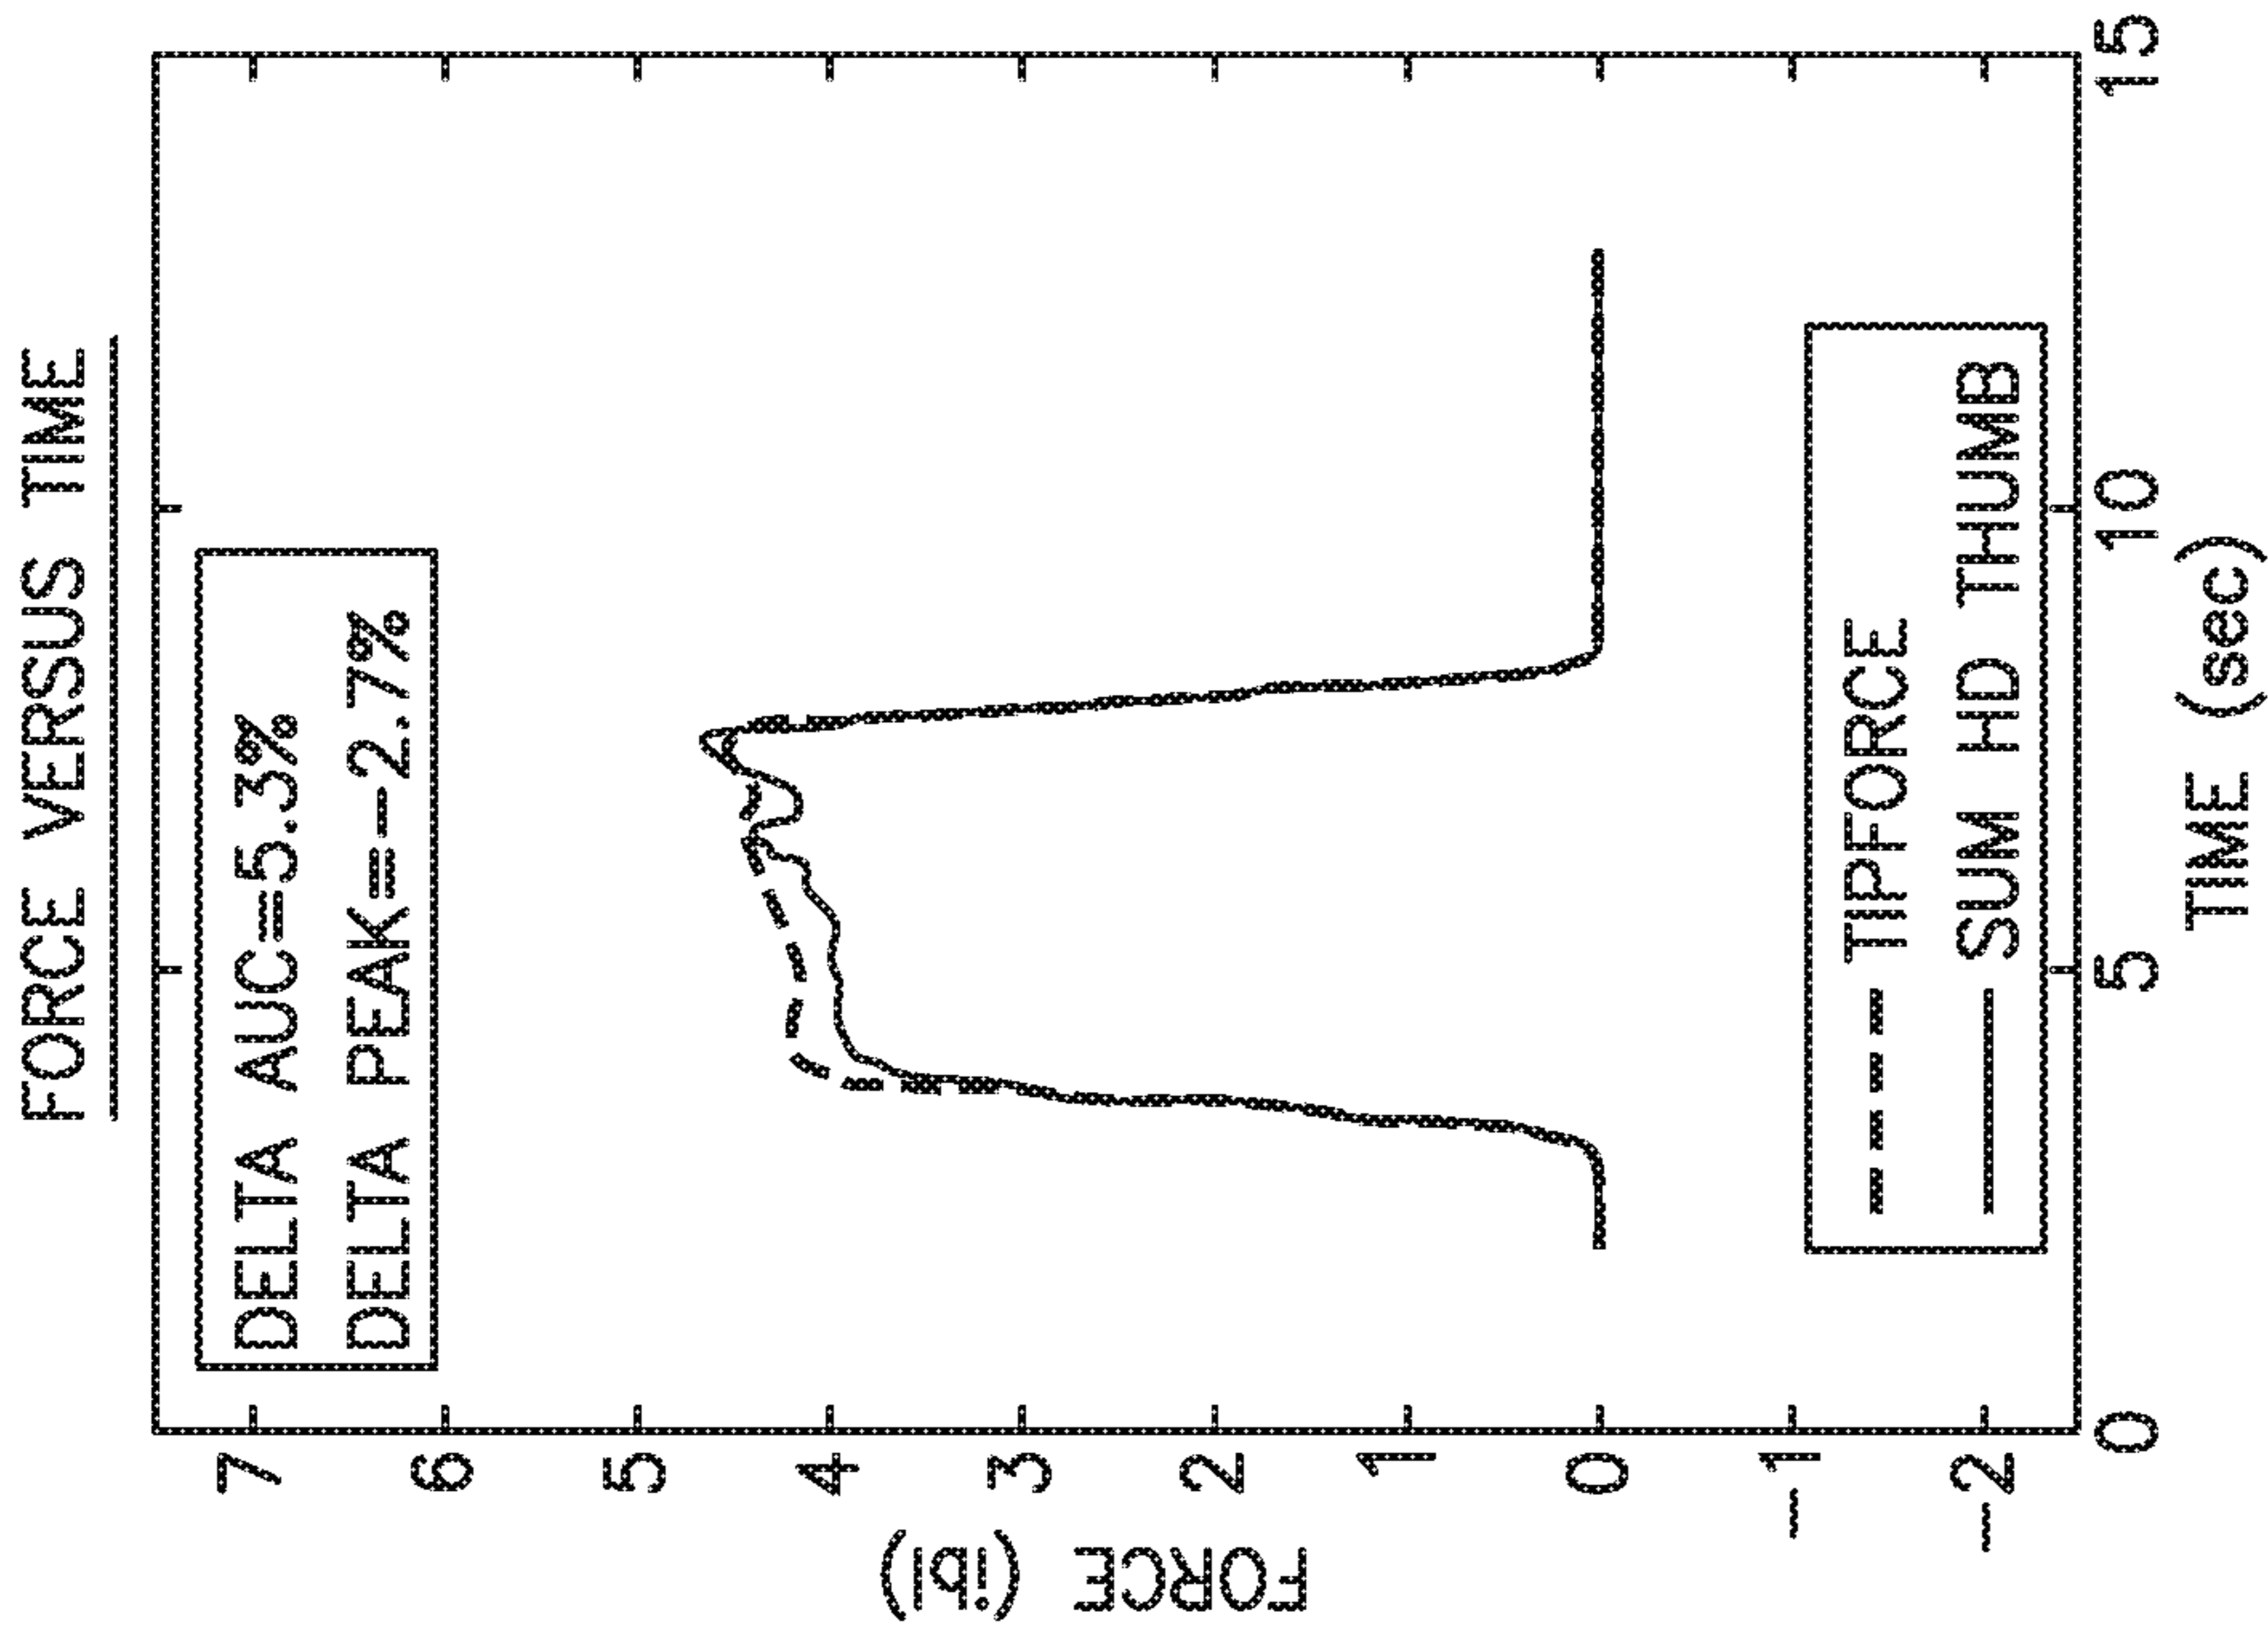 FORCE VERSUS TIME
DELTA AUC=5.3%
DELTA PEAK=-2.7%
FORCE (ibl)
7
6
5
4
3
2
1
0
-1
-2
TIPFORCE
SUM HD THUMB
0 5 10 15
TIME (sec)